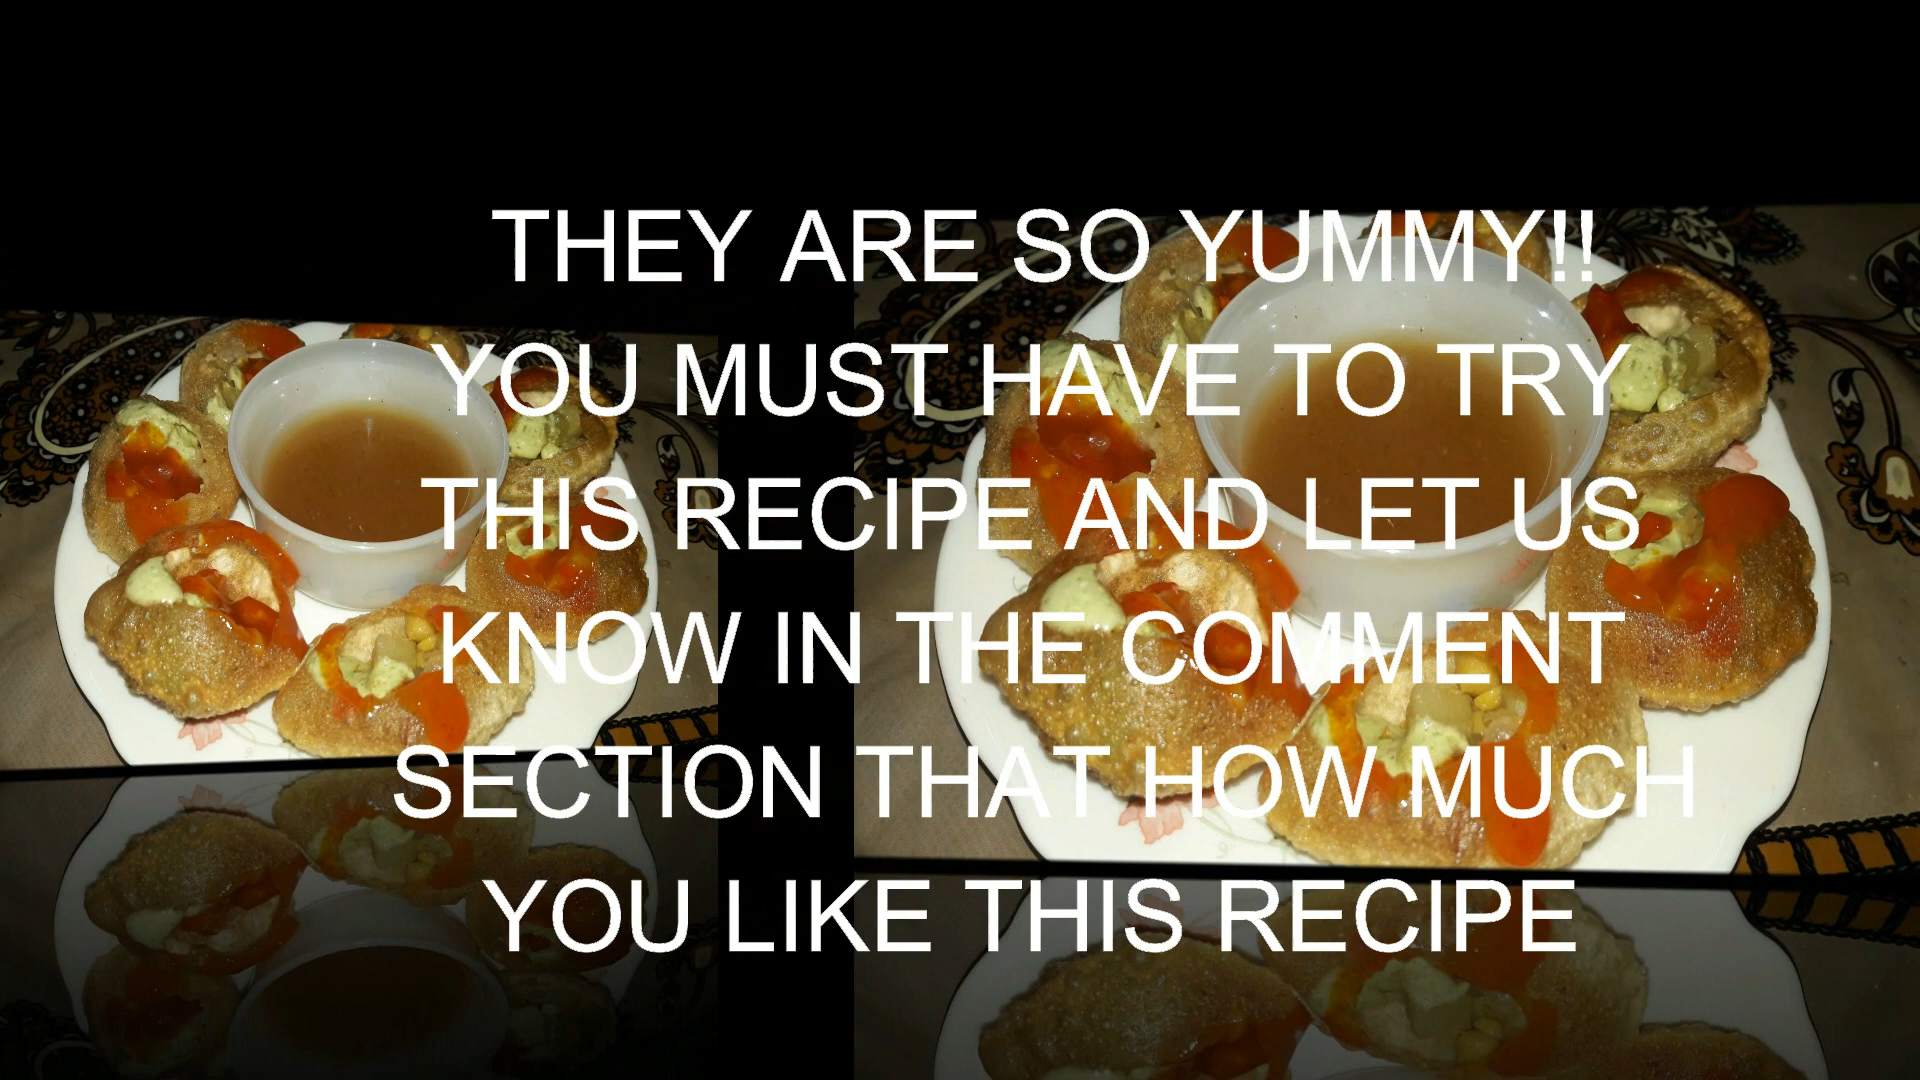 THEY ARE SO YUMMY!!
YOU MUST HAVE TO TRY
THIS RECIPE AND LET US
KNOW IN THE COMMENT
SECTION THAT HOW MUCH
YOU LIKE THIS RECIPE